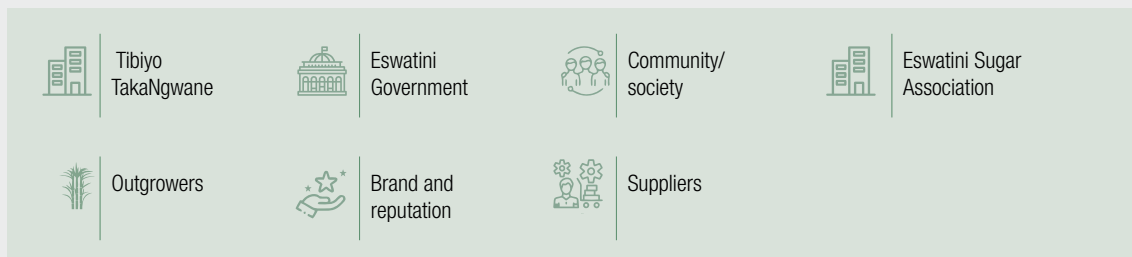 Tibiyo
TakaNgwane
Eswatini
Government
Community/
society
Eswatini Sugar
Association
Outgrowers
Brand and
reputation
Suppliers